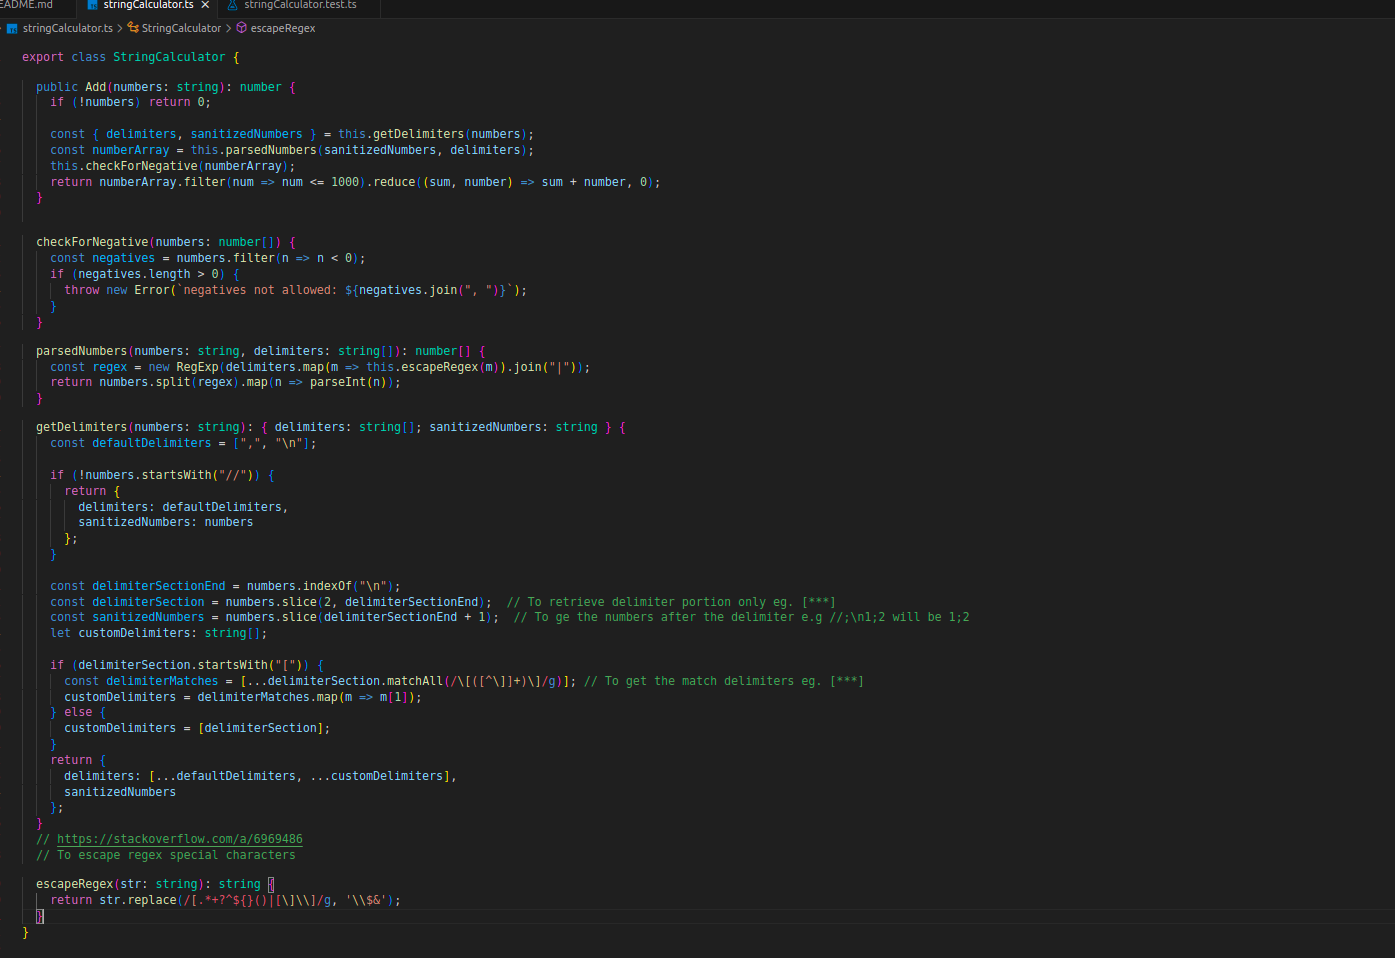 EADME.md stringCalculator.ts stringCalculator.test.ts
stringCalculator.ts > StringCalculator > escapeRegex
export class StringCalculator {
public Add(numbers: string): number {
if (!numbers) return 0;
const { delimiters, sanitizedNumbers } = this.getDelimiters(numbers);
const numberArray = this.parsedNumbers(sanitizedNumbers, delimiters);
this.checkForNegative(numberArray);
return numberArray.filter(num => num <= 1000).reduce((sum, number) => sum + number, 0);
}
checkForNegative(numbers: number[]) {
const negatives = numbers.filter(n => n < 0);
if (negatives.length > 0) {
throw new Error(`negatives not allowed: ${negatives.join(", ")}`);
}
}
parsedNumbers(numbers: string, delimiters: string[]): number[] {
const regex = new RegExp(delimiters.map(m => this.escapeRegex(m)).join("|"));
return numbers.split(regex).map(n => parseInt(n));
}
getDelimiters(numbers: string): { delimiters: string[]; sanitizedNumbers: string } {
const defaultDelimiters = [",", "\n"];
if (!numbers.startsWith("//")) {
return {
delimiters: defaultDelimiters,
sanitizedNumbers: numbers
};
}
const delimiterSectionEnd = numbers.indexOf("\n");
const delimiterSection = numbers.slice(2, delimiterSectionEnd); // To retrieve delimiter portion only eg. [***]
const sanitizedNumbers = numbers.slice(delimiterSectionEnd + 1); // To ge the numbers after the delimiter e.g //;\n1;2 will be 1;2
let customDelimiters: string[];
if (delimiterSection.startsWith("[")) {
const delimiterMatches = [...delimiterSection.matchAll(/\[([^\]]+)\]/g)]; // To get the match delimiters eg. [***]
customDelimiters = delimiterMatches.map(m => m[1]);
} else {
customDelimiters = [delimiterSection];
}
return {
delimiters: [...defaultDelimiters, ...customDelimiters],
sanitizedNumbers
};
}
// https://stackoverflow.com/a/6969486
// To escape regex special characters
escapeRegex(str: string): string {
return str.replace(/[.*+?^${}()|[\]\\]/g, '\\$&');
}
}